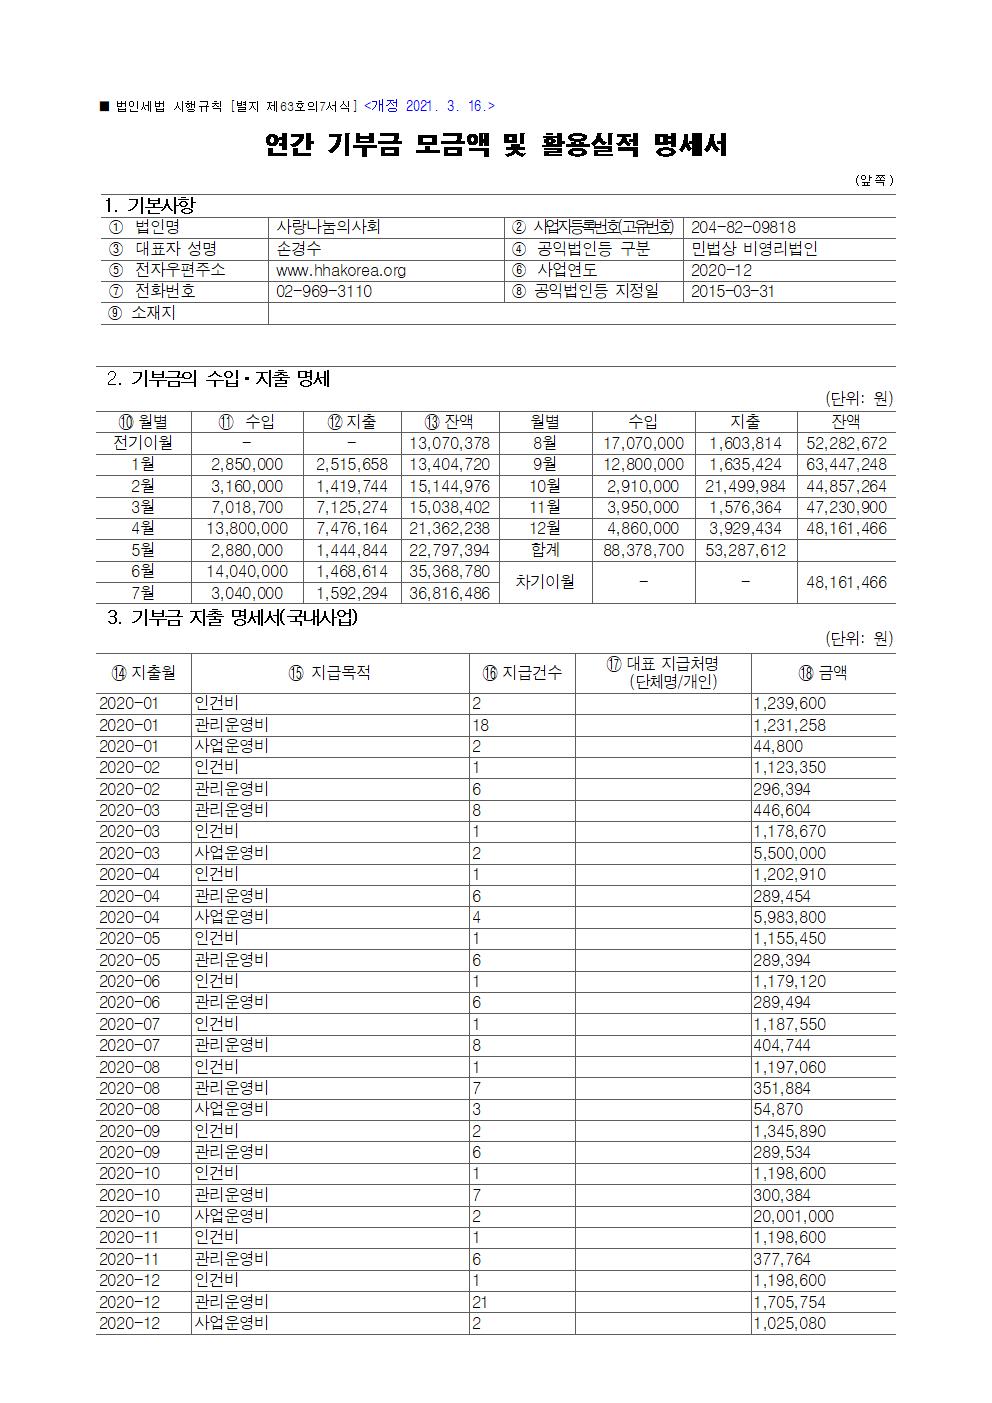 ■ 법인세법 시행규칙 [별지 제63호의7서식] <개정 2021. 3. 16.>
연간 기부금 모금액 및 활용실적 명세서
(앞쪽)
1. 기본사항
① 법인명 사랑나눔의사회 ② 사업자등록번호(고유번호) 204-82-09818
③ 대표자 성명 손경수 ④ 공익법인등 구분 민법상 비영리법인
⑤ 전자우편주소 www.hhakorea.org ⑥ 사업연도 2020-12
⑦ 전화번호 02-969-3110 ⑧ 공익법인등 지정일 2015-03-31
⑨ 소재지
2. 기부금의 수입·지출 명세
(단위: 원)
⑩ 월별 ⑪ 수입 ⑫ 지출 ⑬ 잔액 월별 수입 지출 잔액
전기이월 - - 13,070,378 8월 17,070,000 1,603,814 52,282,672
1월 2,850,000 2,515,658 13,404,720 9월 12,800,000 1,635,424 63,447,248
2월 3,160,000 1,419,744 15,144,976 10월 2,910,000 21,499,984 44,857,264
3월 7,018,700 7,125,274 15,038,402 11월 3,950,000 1,576,364 47,230,900
4월 13,800,000 7,476,164 21,362,238 12월 4,860,000 3,929,434 48,161,466
5월 2,880,000 1,444,844 22,797,394 합계 88,378,700 53,287,612
6월 14,040,000 1,468,614 35,368,780 차기이월 - - 48,161,466
7월 3,040,000 1,592,294 36,816,486
3. 기부금 지출 명세서(국내사업)
(단위: 원)
⑭ 지출월 ⑮ 지급목적 ⑯ 지급건수 ⑰ 대표 지급처명 ⑱ 금액
(단체명/개인)
2020-01 인건비 2 1,239,600
2020-01 관리운영비 18 1,231,258
2020-01 사업운영비 2 44,800
2020-02 인건비 1 1,123,350
2020-02 관리운영비 6 296,394
2020-03 관리운영비 8 446,604
2020-03 인건비 1 1,178,670
2020-03 사업운영비 2 5,500,000
2020-04 인건비 1 1,202,910
2020-04 관리운영비 6 289,454
2020-04 사업운영비 4 5,983,800
2020-05 인건비 1 1,155,450
2020-05 관리운영비 6 289,394
2020-06 인건비 1 1,179,120
2020-06 관리운영비 6 289,494
2020-07 인건비 1 1,187,550
2020-07 관리운영비 8 404,744
2020-08 인건비 1 1,197,060
2020-08 관리운영비 7 351,884
2020-08 사업운영비 3 54,870
2020-09 인건비 2 1,345,890
2020-09 관리운영비 6 289,534
2020-10 인건비 1 1,198,600
2020-10 관리운영비 7 300,384
2020-10 사업운영비 2 20,001,000
2020-11 인건비 1 1,198,600
2020-11 관리운영비 6 377,764
2020-12 인건비 1 1,198,600
2020-12 관리운영비 21 1,705,754
2020-12 사업운영비 2 1,025,080